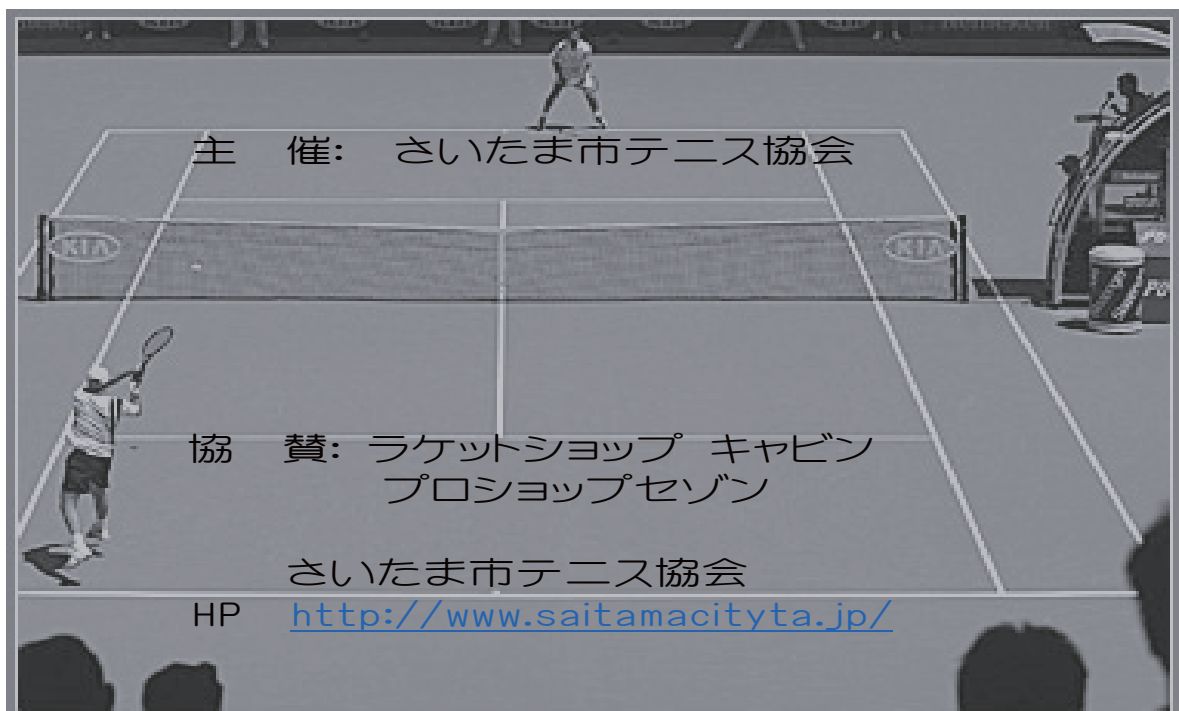 主　催:　さいたま市テニス協会
KIA
KIA
協　賛: ラケットショップ キャビン
プロショップセゾン
さいたま市テニス協会
HP　http://www.saitamacityta.jp/